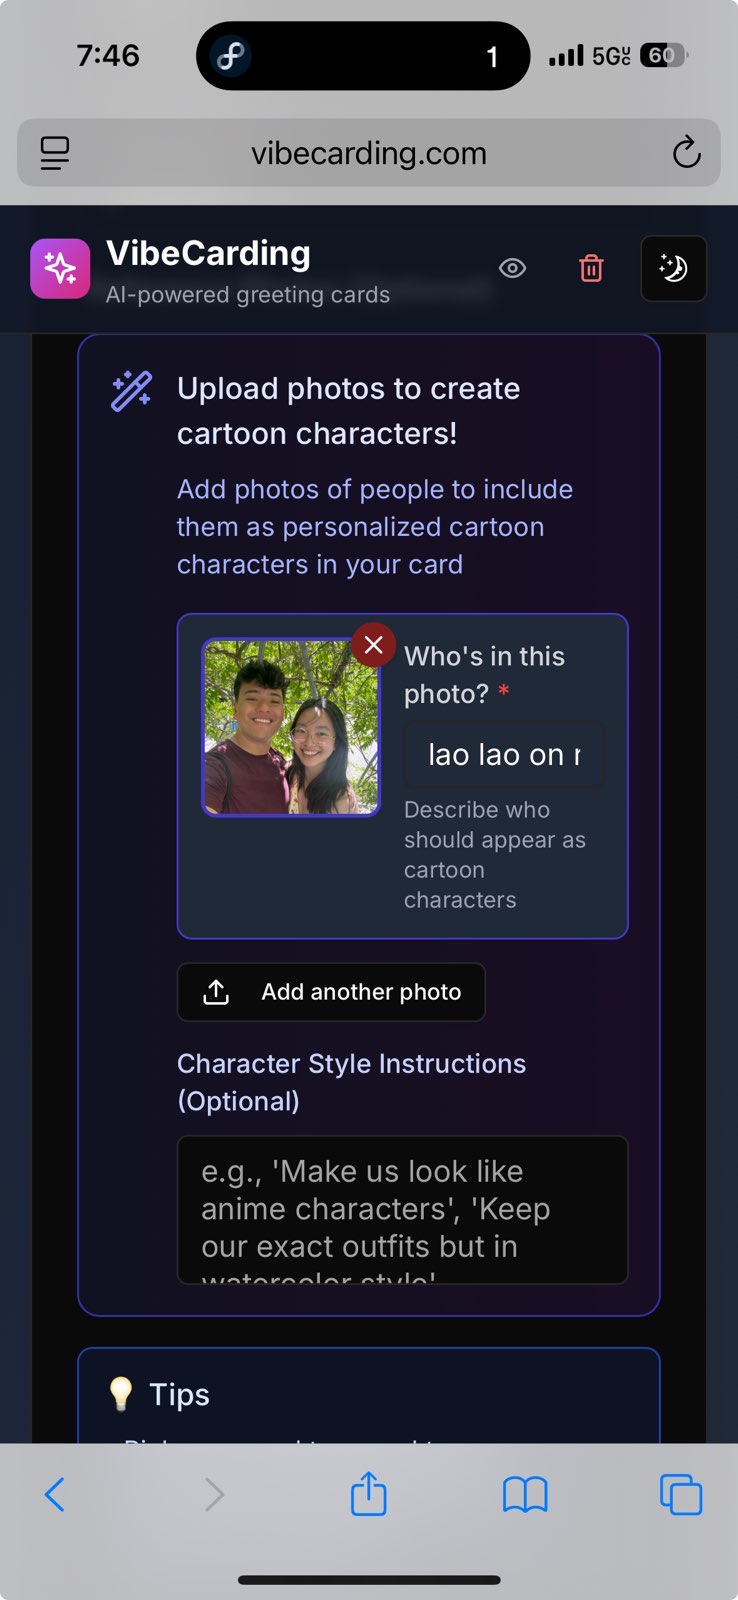 7:46
1
5G
60
vibecarding.com
VibeCarding
AI-powered greeting cards
Upload photos to create
cartoon characters!
Add photos of people to include
them as personalized cartoon
characters in your card
Who's in this
photo? *
lao lao on
Describe who
should appear as
cartoon
characters
Add another photo
Character Style Instructions
(Optional)
e.g., 'Make us look like
anime characters', 'Keep
our exact outfits but in
watercolor style'
💡 Tips